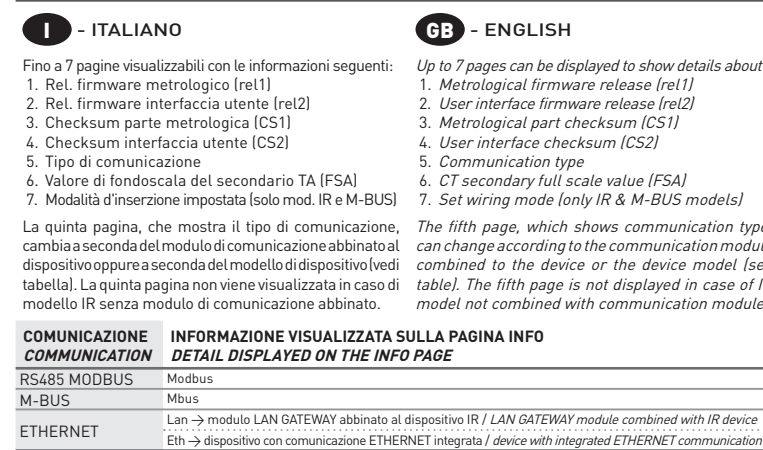 I - ITALIANO
Fino a 7 pagine visualizzabili con le informazioni seguenti:
1. Rel. firmware metrologico (rel1)
2. Rel. firmware interfaccia utente (rel2)
3. Checksum parte metrologica (CS1)
4. Checksum interfaccia utente (CS2)
5. Tipo di comunicazione
6. Valore di fondoscala del secondario TA (FSA)
7. Modalità d'inserzione impostata (solo mod. IR e M-BUS)
La quinta pagina, che mostra il tipo di comunicazione,
cambia a seconda del modulo di comunicazione abbinato al
dispositivo oppure a seconda del modello di dispositivo (vedi
tabella). La quinta pagina non viene visualizzata in caso di
modello IR senza modulo di comunicazione abbinato.
GB - ENGLISH
Up to 7 pages can be displayed to show details about
1. Metrological firmware release (rel1)
2. User interface firmware release (rel2)
3. Metrological part checksum (CS1)
4. User interface checksum (CS2)
5. Communication type
6. CT secondary full scale value (FSA)
7. Set wiring mode (only IR & M-BUS models)
The fifth page, which shows communication type
can change according to the communication modul
combined to the device or the device model (se
table). The fifth page is not displayed in case of I
model not combined with communication module
COMUNICAZIONE INFORMAZIONE VISUALIZZATA SULLA PAGINA INFO
COMMUNICATION DETAIL DISPLAYED ON THE INFO PAGE
RS485 MODBUS Modbus
M-BUS Mbus
ETHERNET
Lan → modulo LAN GATEWAY abbinato al dispositivo IR / LAN GATEWAY module combined with IR device
Eth → dispositivo con comunicazione ETHERNET integrata / device with integrated ETHERNET communication